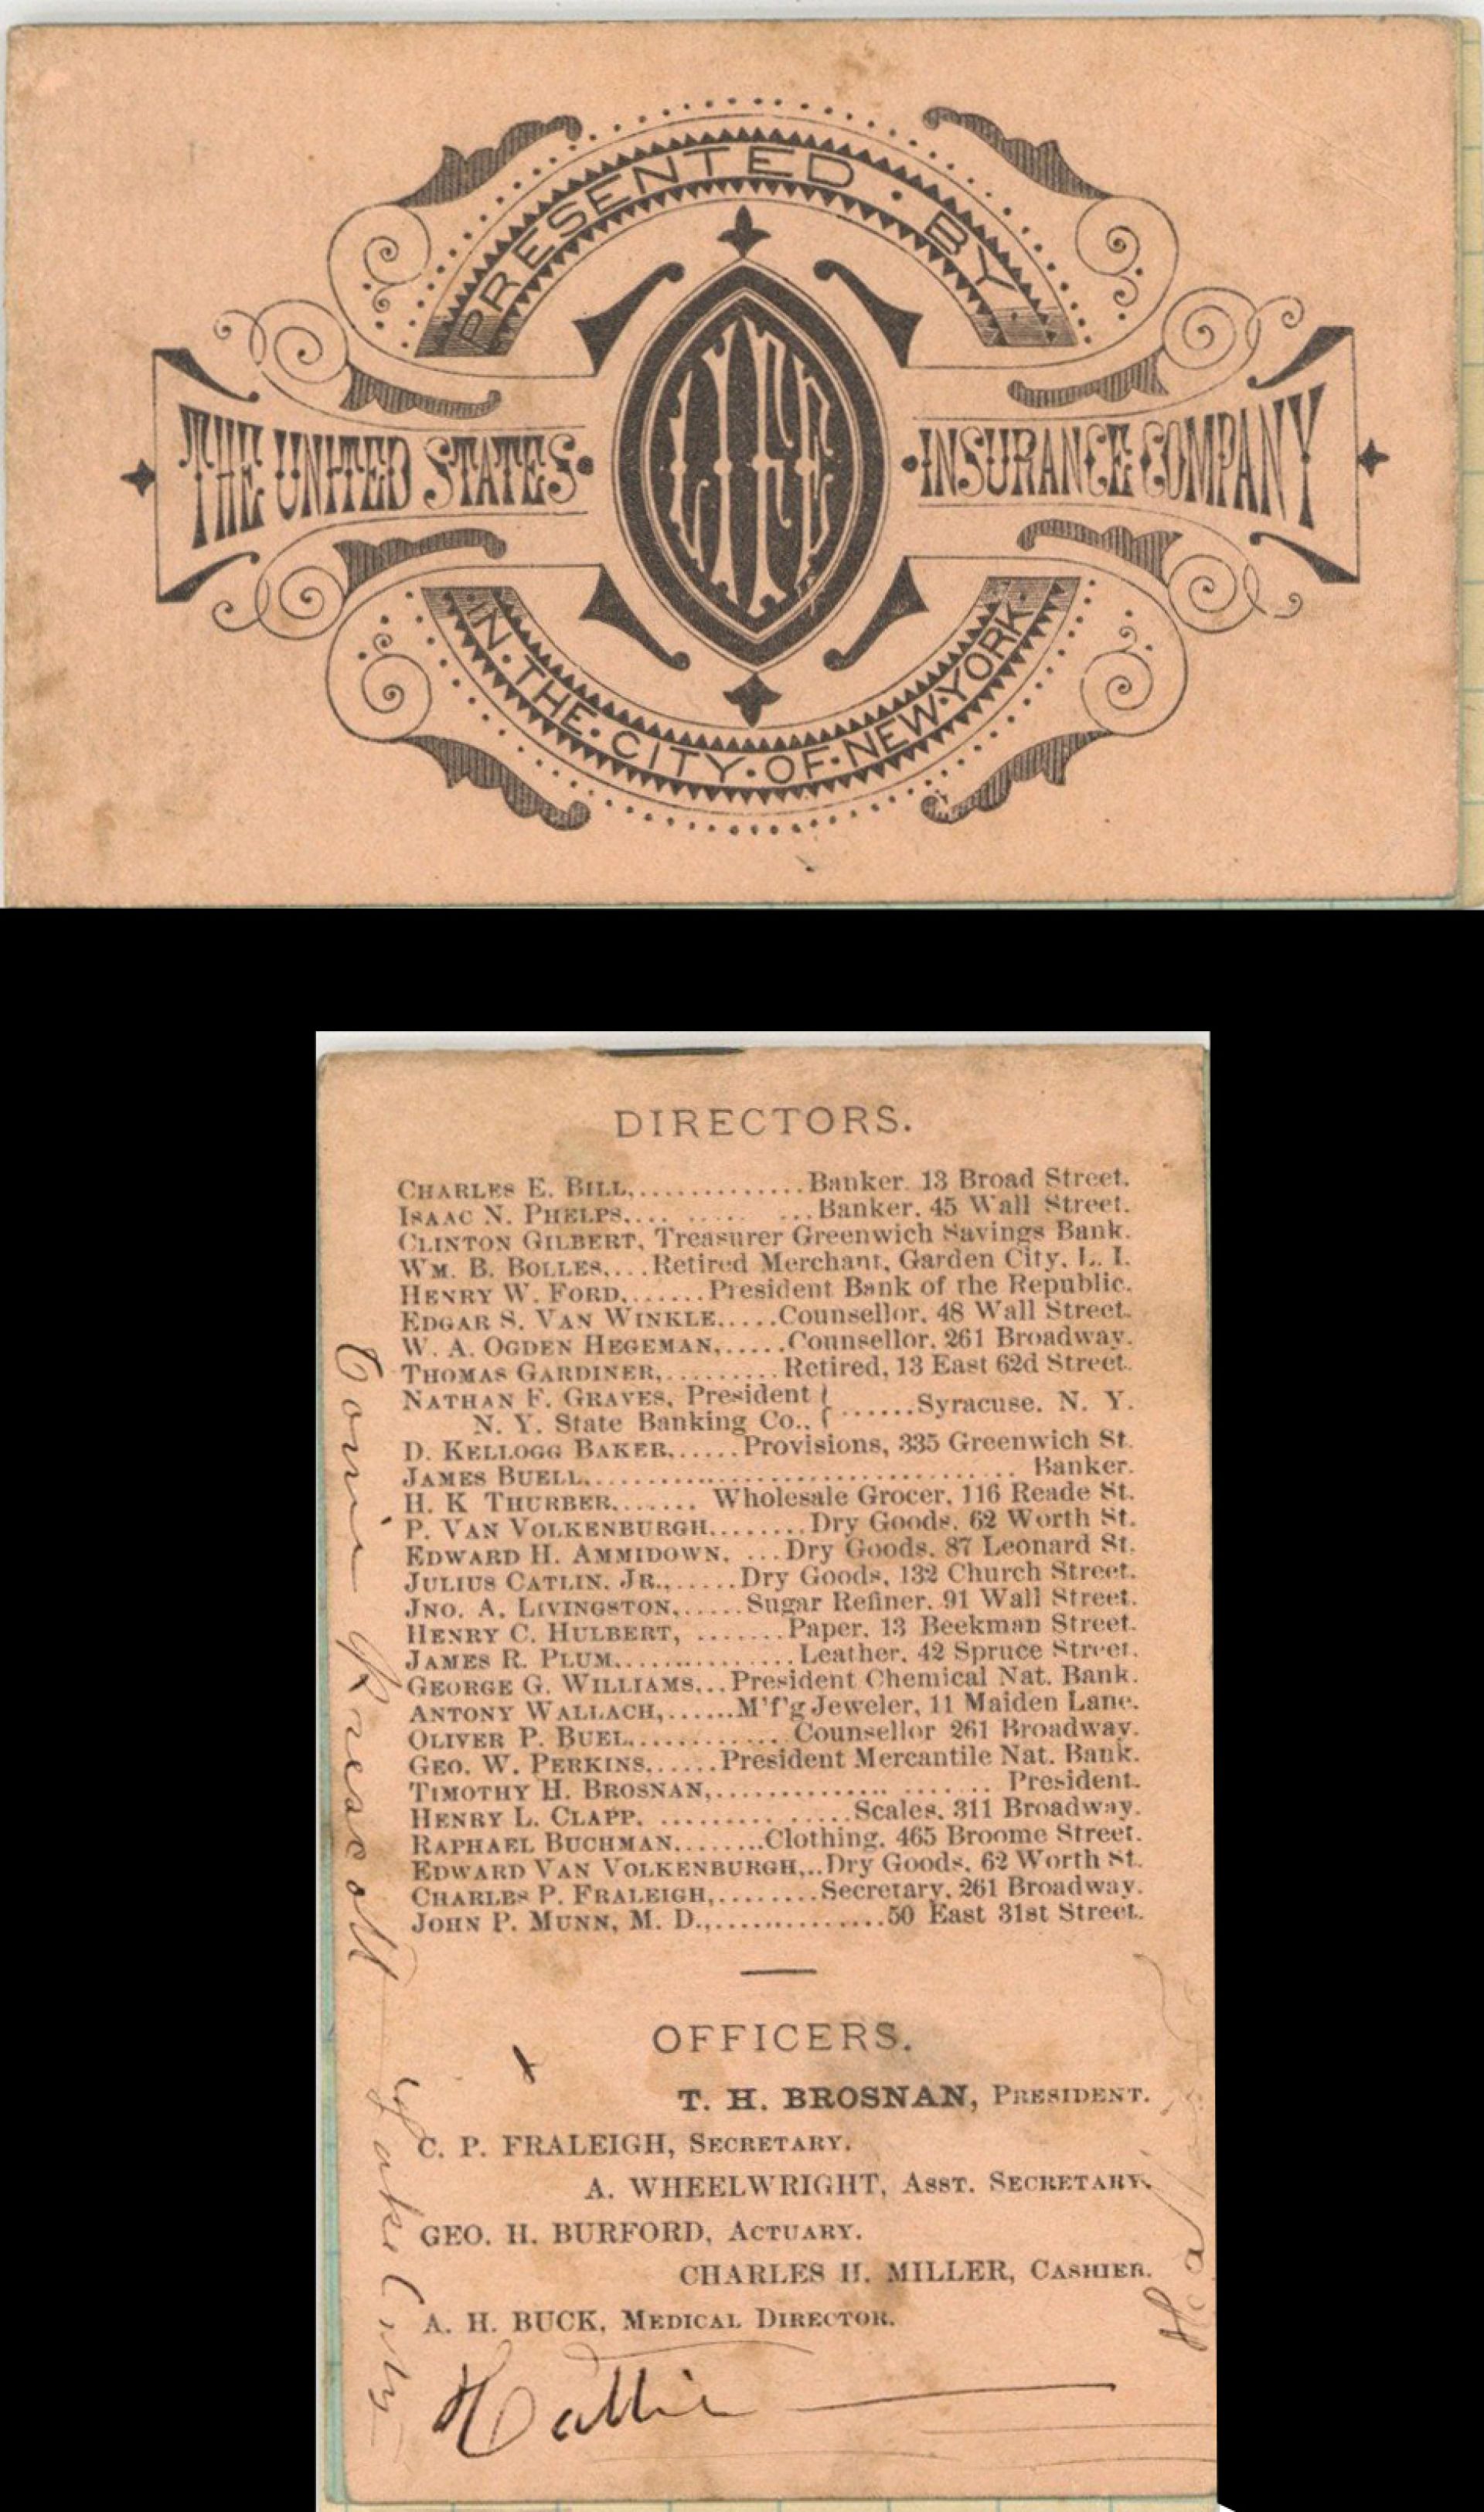 PRESENTED · BY
THE UNITED STATES · LIFE · INSURANCE COMPANY
IN · THE · CITY · OF · NEW · YORK
DIRECTORS.
CHARLES E. BILL,..............Banker. 13 Broad Street.
ISAAC N. PHELPS,... ..... ...Banker. 45 Wall Street.
CLINTON GILBERT, Treasurer Greenwich Savings Bank.
WM. B. BOLLES,...Retired Merchant, Garden City, L. I.
HENRY W. FORD,.......President Bank of the Republic.
EDGAR S. VAN WINKLE.....Counsellor, 48 Wall Street.
W. A. OGDEN HEGEMAN,.....Counsellor. 261 Broadway.
THOMAS GARDINER,.........Retired, 13 East 62d Street.
NATHAN F. GRAVES, President
N. Y. State Banking Co., } ......Syracuse. N. Y.
D. KELLOGG BAKER,.....Provisions, 335 Greenwich St.
JAMES BUELL,.................................... Banker.
H. K THURBER,...... Wholesale Grocer, 116 Reade St.
P. VAN VOLKENBURGH,.......Dry Goods. 62 Worth St.
EDWARD H. AMMIDOWN, ...Dry Goods. 87 Leonard St.
JULIUS CATLIN. JR.,.....Dry Goods, 132 Church Street.
JNO. A. LIVINGSTON,.....Sugar Refiner. 91 Wall Street.
HENRY C. HULBERT, .......Paper. 13 Beekman Street.
JAMES R. PLUM,..............Leather. 42 Spruce Street.
GEORGE G. WILLIAMS...President Chemical Nat. Bank.
ANTONY WALLACH,......M'f'g Jeweler, 11 Maiden Lane.
OLIVER P. BUEL,............Counsellor 261 Broadway.
GEO. W. PERKINS,.....President Mercantile Nat. Bank.
TIMOTHY H. BROSNAN,.............. ....... President.
HENRY L. CLAPP. ..............Scales. 311 Broadway.
RAPHAEL BUCHMAN,.......Clothing. 465 Broome Street.
EDWARD VAN VOLKENBURGH,..Dry Goods. 62 Worth St.
CHARLES P. FRALEIGH,........Secretary. 261 Broadway.
JOHN P. MUNN, M. D.,...............50 East 31st Street.
OFFICERS.
T. H. BROSNAN, PRESIDENT.
C. P. FRALEIGH, SECRETARY.
A. WHEELWRIGHT, ASST. SECRETARY.
GEO. H. BURFORD, ACTUARY.
CHARLES H. MILLER, CASHIER.
A. H. BUCK, MEDICAL DIRECTOR.
Hattie
Prescott Lake City